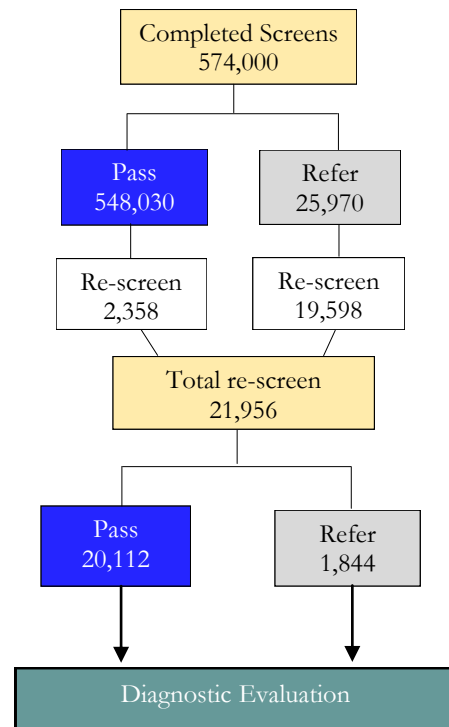 Completed Screens
574,000
Pass
548,030
Refer
25,970
Re-screen
2,358
Re-screen
19,598
Total re-screen
21,956
Pass
20,112
Refer
1,844
Diagnostic Evaluation